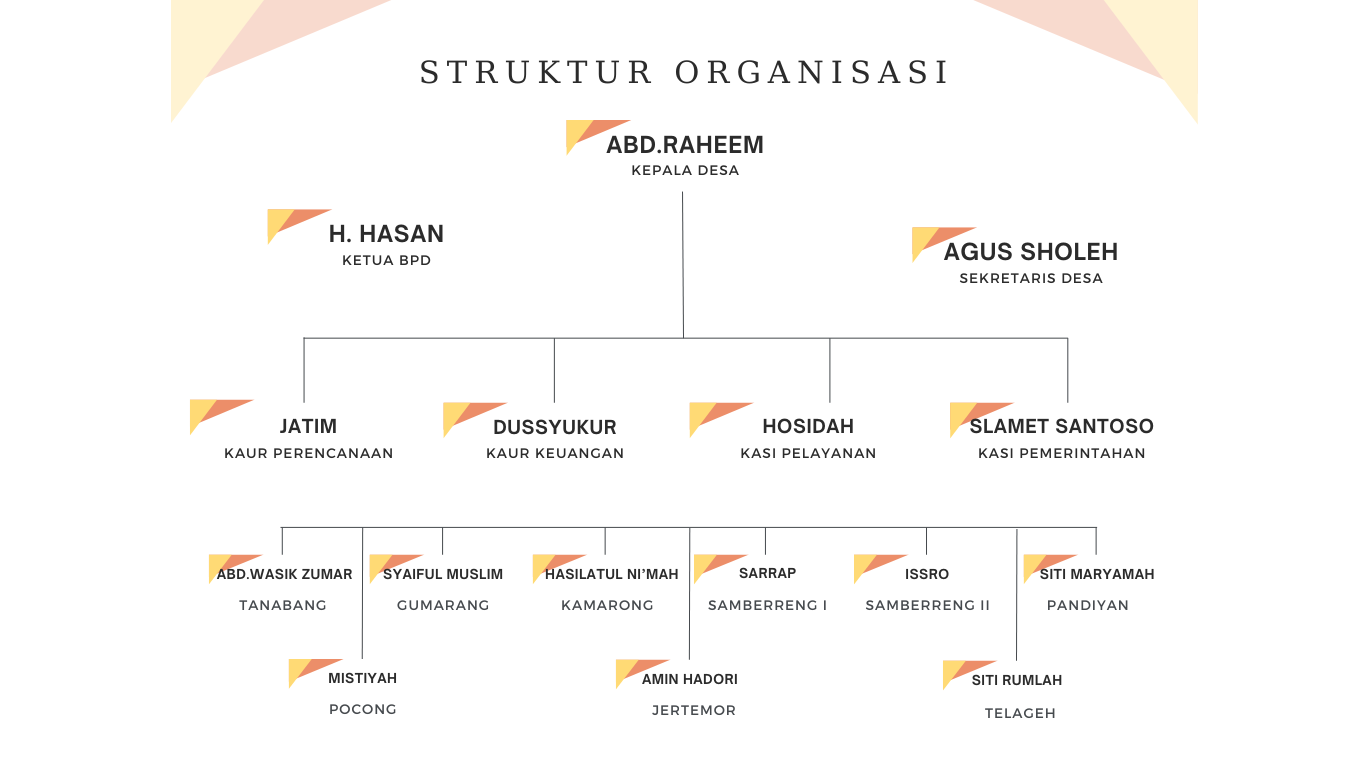 STRUKTUR ORGANISASI
ABD.RAHEEM
KEPALA DESA
H. HASAN
KETUA BPD
AGUS SHOLEH
SEKRETARIS DESA
JATIM
KAUR PERENCANAAN
DUSSYUKUR
KAUR KEUANGAN
HOSIDAH
KASI PELAYANAN
SLAMET SANTOSO
KASI PEMERINTAHAN
ABD.WASIK ZUMAR
TANABANG
SYAIFUL MUSLIM
GUMARANG
HASILATUL NI’MAH
KAMARONG
SARRAP
SAMBERRENG I
ISSRO
SAMBERRENG II
SITI MARYAMAH
PANDIYAN
MISTIYAH
POCONG
AMIN HADORI
JERTEMOR
SITI RUMLAH
TELAGEH